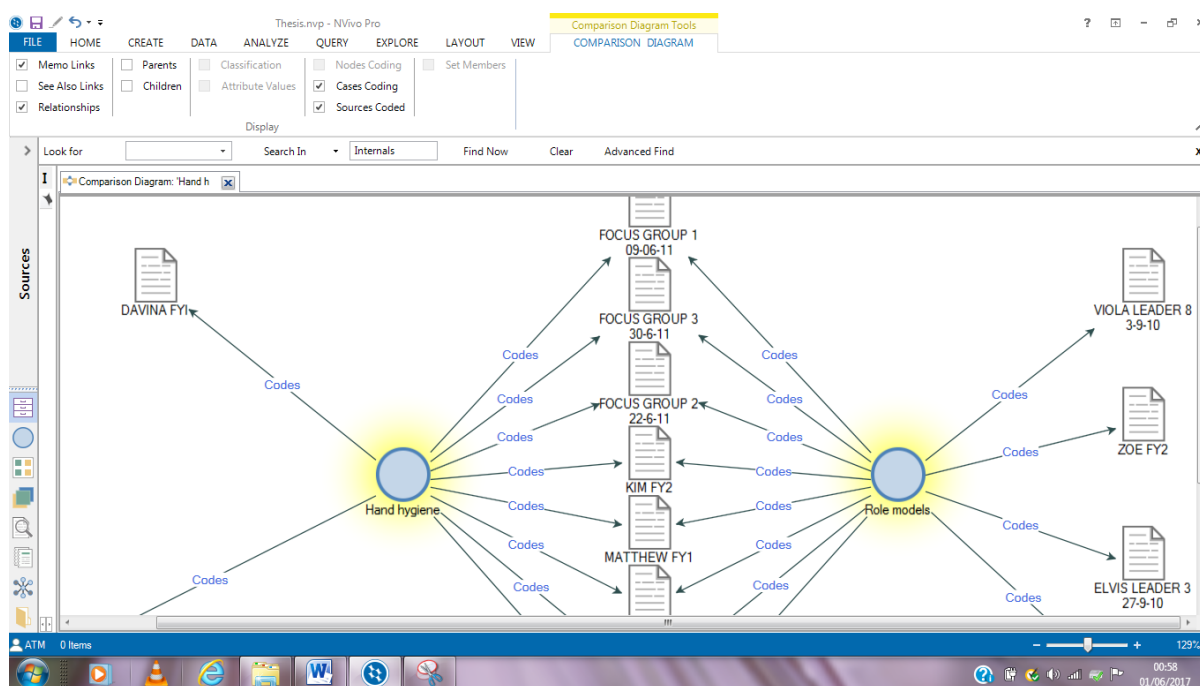 Thesis.nvp - NVivo Pro
Comparison Diagram Tools
?
FILE HOME CREATE DATA ANALYZE QUERY EXPLORE LAYOUT VIEW COMPARISON DIAGRAM
Memo Links Parents Classification Nodes Coding Set Members
See Also Links Children Attribute Values Cases Coding
Relationships Sources Coded
Display
Look for Search In Internals Find Now Clear Advanced Find
Comparison Diagram: 'Hand h
Sources
FOCUS GROUP 1
09-06-11
DAVINA FYI
VIOLA LEADER 8
3-9-10
FOCUS GROUP 3
30-6-11
Codes Codes
Codes
Codes Codes Codes
FOCUS GROUP 2
22-6-11
Codes Codes
ZOE FY2
Codes
Codes Codes
KIM FY2
Hand hygiene
Codes Codes
Role models
Codes
MATTHEW FY1
Codes Codes
Codes
Codes Codes
ELVIS LEADER 3
27-9-10
Codes
ATM 0 Items
129%
00:58
01/06/2017